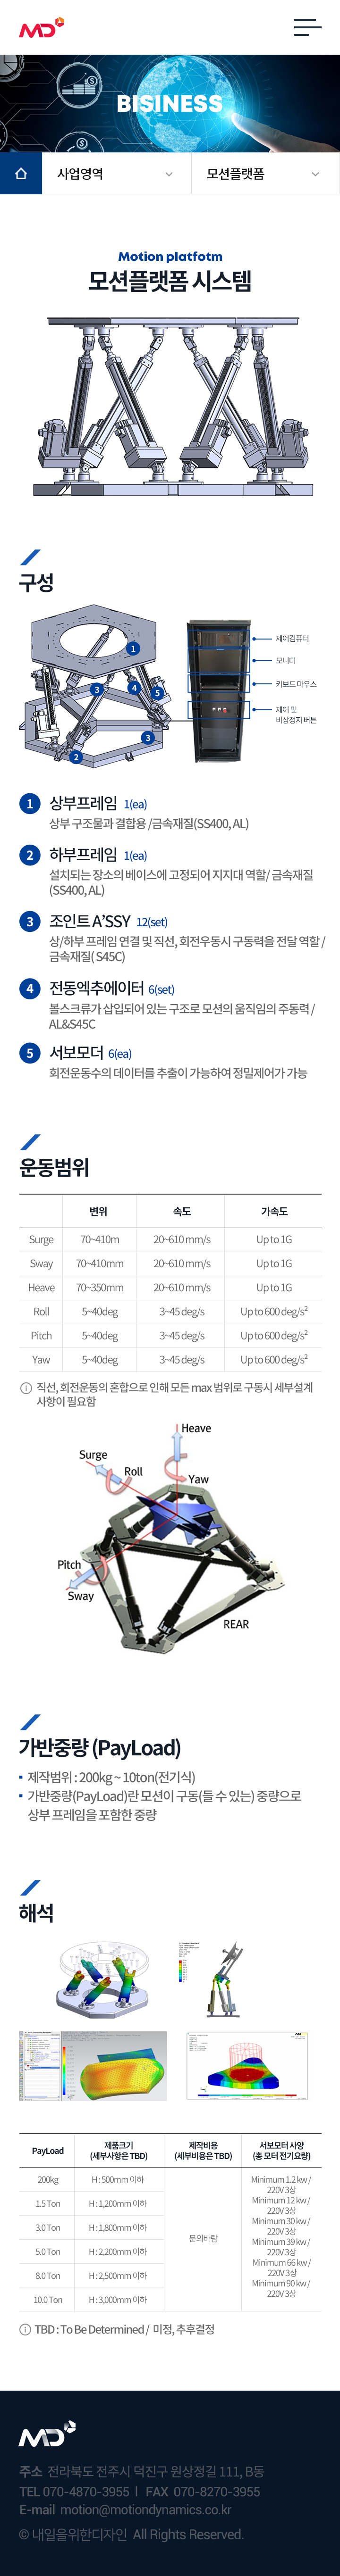 MD
BISINESS
사업영역
모션플랫폼
Motion platfotm
모션플랫폼 시스템
구성
1
3
4
5
3
2
제어컴퓨터
모니터
키보드 마우스
제어 및
비상정지 버튼
1 상부프레임 1(ea)
상부 구조물과 결합용 /금속재질(SS400, AL)
2 하부프레임 1(ea)
설치되는 장소의 베이스에 고정되어 지지대 역할/ 금속재질
(SS400, AL)
3 조인트 A’SSY 12(set)
상/하부 프레임 연결 및 직선, 회전우동시 구동력을 전달 역할 /
금속재질( S45C)
4 전동엑추에이터 6(set)
볼스크류가 삽입되어 있는 구조로 모션의 움직임의 주동력 /
AL&S45C
5 서보모더 6(ea)
회전운동수의 데이터를 추출이 가능하여 정밀제어가 가능
운동범위
변위 속도 가속도
Surge 70~410m 20~610 mm/s Up to 1G
Sway 70~410mm 20~610 mm/s Up to 1G
Heave 70~350mm 20~610 mm/s Up to 1G
Roll 5~40deg 3~45 deg/s Up to 600 deg/s²
Pitch 5~40deg 3~45 deg/s Up to 600 deg/s²
Yaw 5~40deg 3~45 deg/s Up to 600 deg/s²
직선, 회전운동의 혼합으로 인해 모든 max 범위로 구동시 세부설계
사항이 필요함
Heave
Surge
Roll
Yaw
Pitch
Sway
REAR
가반중량 (PayLoad)
제작범위 : 200kg ~ 10ton(전기식)
가반중량(PayLoad)란 모션이 구동(들 수 있는) 중량으로
상부 프레임을 포함한 중량
해석
PayLoad 제품크기 제작비용 서보모터 사양
(세부사항은 TBD) (세부비용은 TBD) (총 모터 전기요량)
200kg H : 500mm 이하 Minimum 1.2 kw /
220V 3상
1.5 Ton H : 1,200mm 이하 Minimum 12 kw /
220V 3상
3.0 Ton H : 1,800mm 이하 Minimum 30 kw /
220V 3상
문의바람
5.0 Ton H : 2,200mm 이하 Minimum 39 kw /
220V 3상
8.0 Ton H : 2,500mm 이하 Minimum 66 kw /
220V 3상
10.0 Ton H : 3,000mm 이하 Minimum 90 kw /
220V 3상
TBD : To Be Determined / 미정, 추후결정
MD
주소 전라북도 전주시 덕진구 원상정길 111, B동
TEL 070-4870-3955 | FAX 070-8270-3955
E-mail motion@motiondynamics.co.kr
© 내일을위한디자인 All Rights Reserved.